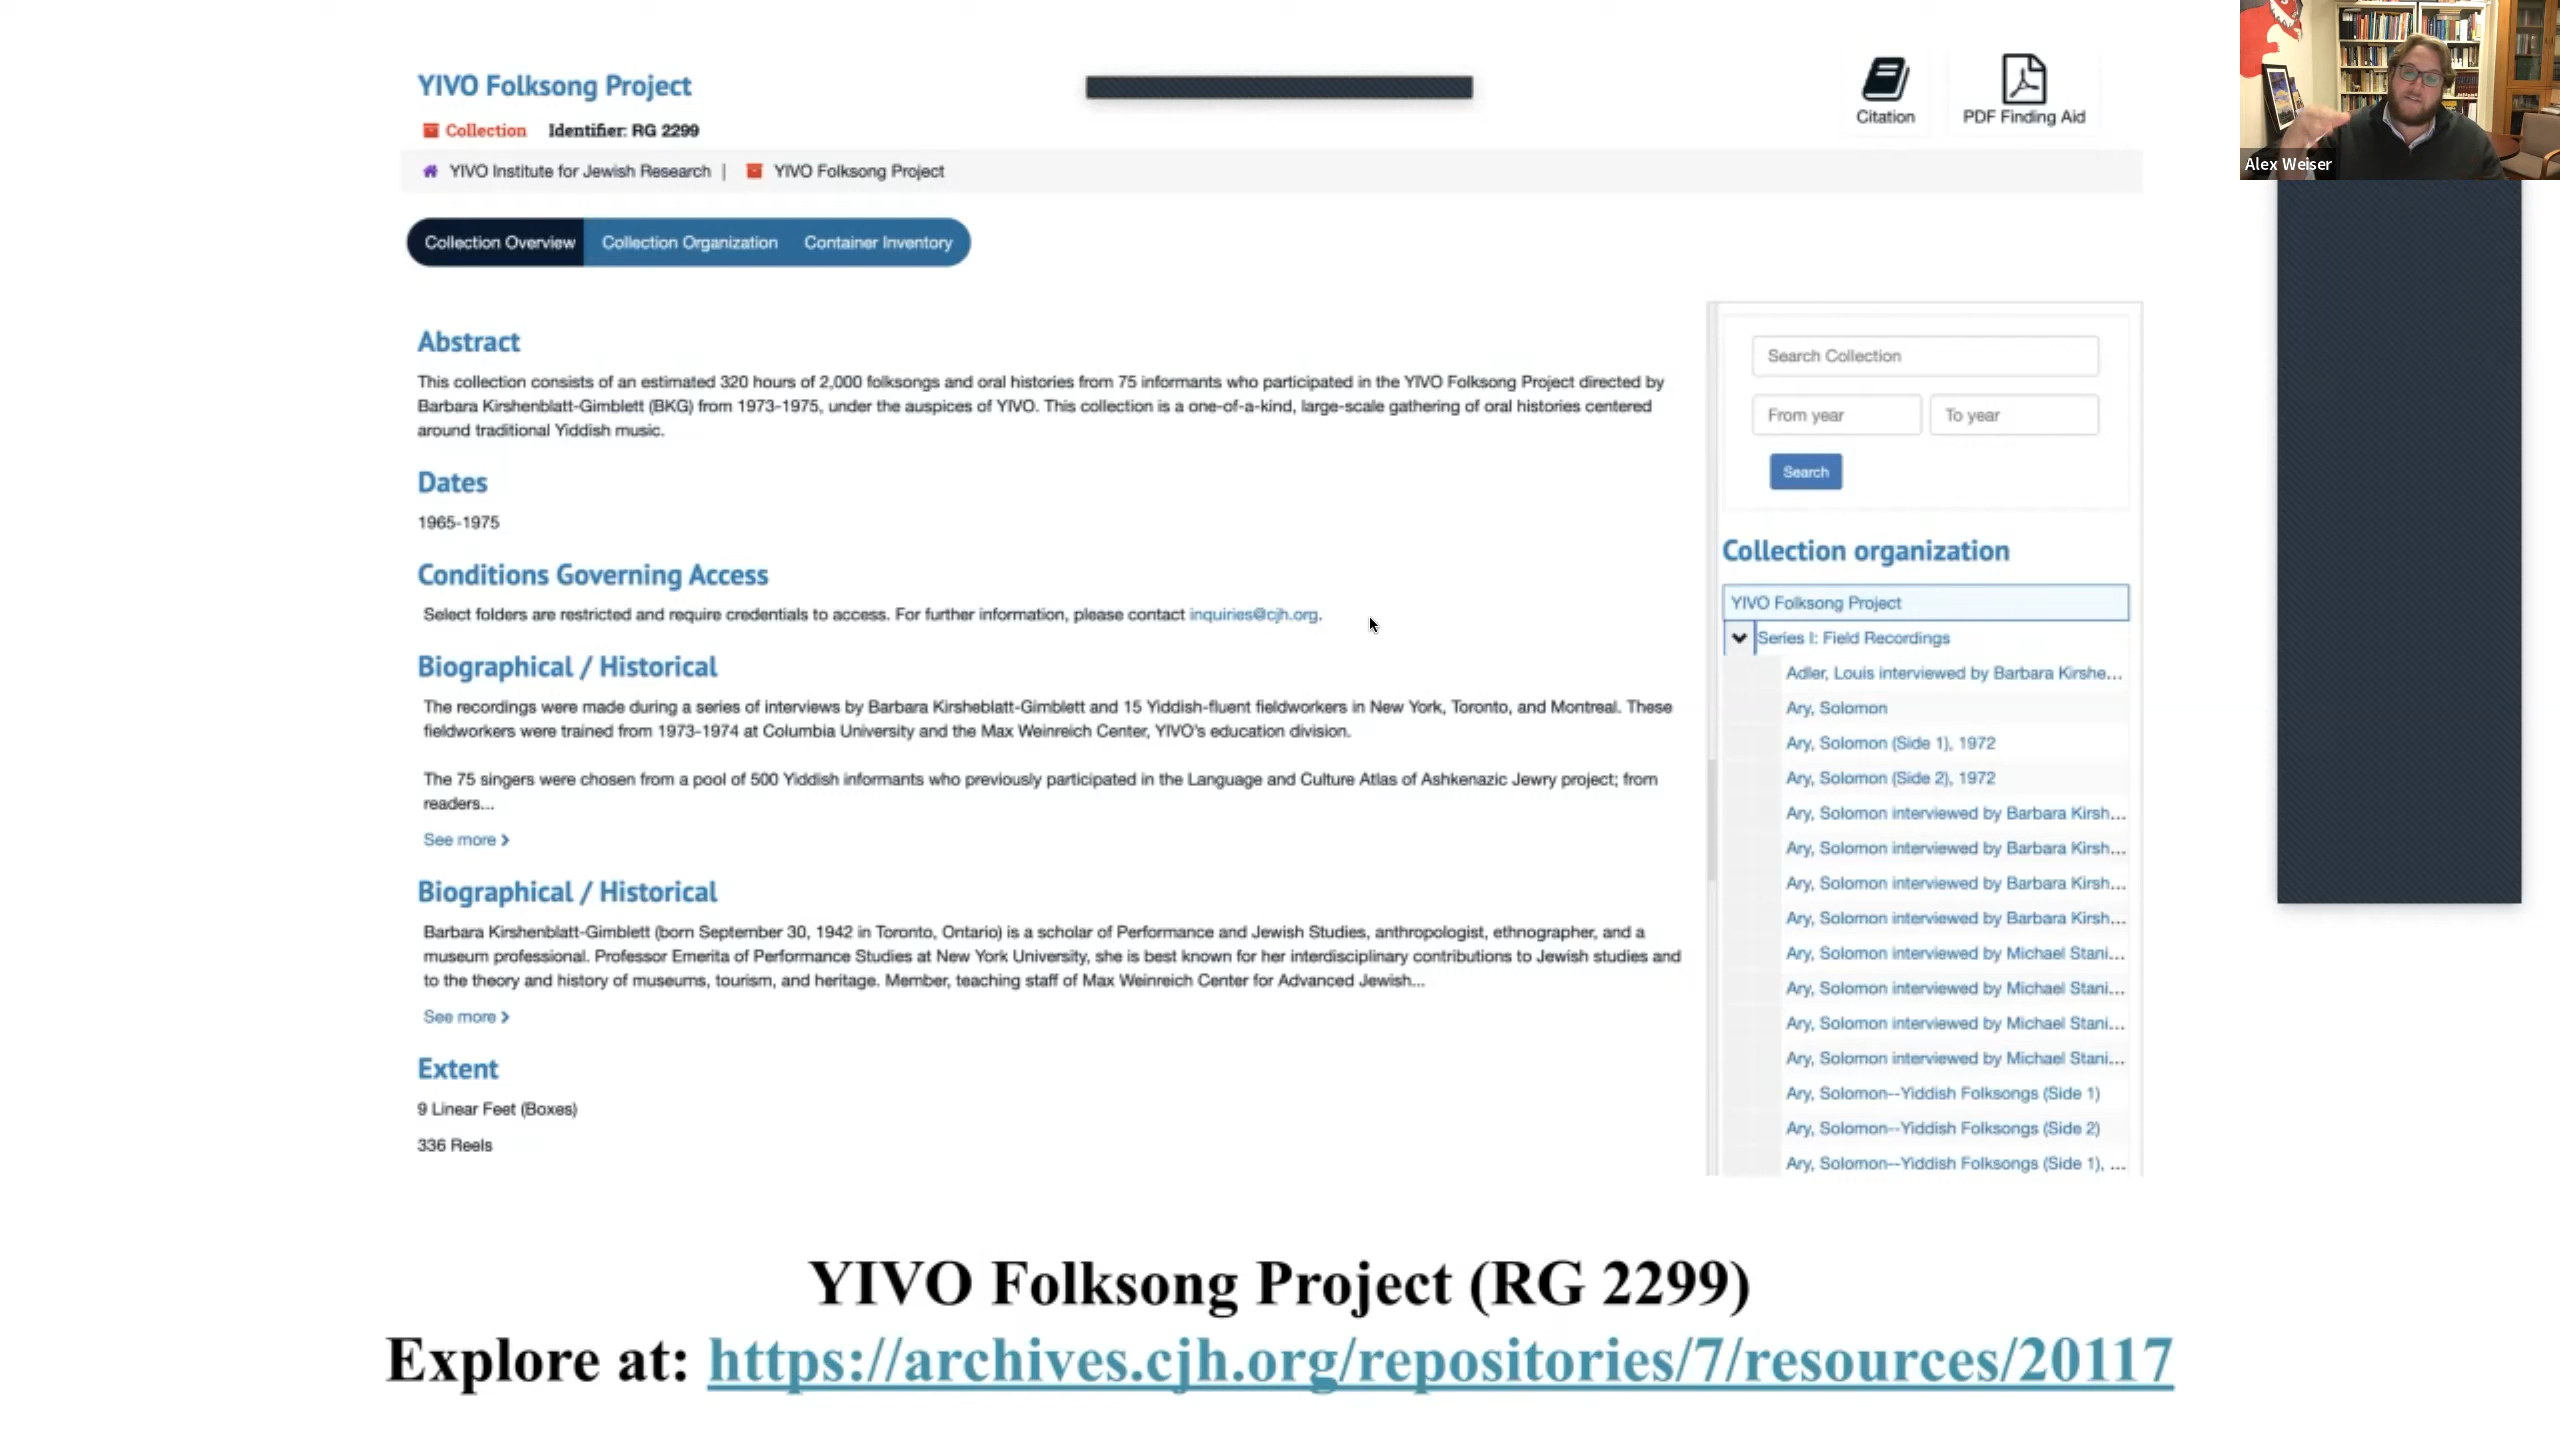 YIVO Folksong Project
Collection Identifier: RG 2299
Citation
PDF Finding Aid
Alex Weiser
YIVO Institute for Jewish Research | YIVO Folksong Project
Collection Overview Collection Organization Container Inventory
Abstract
This collection consists of an estimated 320 hours of 2,000 folksongs and oral histories from 75 informants who participated in the YIVO Folksong Project directed by
Barbara Kirshenblatt-Gimblett (BKG) from 1973-1975, under the auspices of YIVO. This collection is a one-of-a-kind, large-scale gathering of oral histories centered
around traditional Yiddish music.
Dates
1965-1975
Conditions Governing Access
Select folders are restricted and require credentials to access. For further information, please contact inquiries@cjh.org.
Biographical / Historical
The recordings were made during a series of interviews by Barbara Kirsheblatt-Gimblett and 15 Yiddish-fluent fieldworkers in New York, Toronto, and Montreal. These
fieldworkers were trained from 1973-1974 at Columbia University and the Max Weinreich Center, YIVO's education division.
The 75 singers were chosen from a pool of 500 Yiddish informants who previously participated in the Language and Culture Atlas of Ashkenazic Jewry project; from
readers...
See more
Biographical / Historical
Barbara Kirshenblatt-Gimblett (born September 30, 1942 in Toronto, Ontario) is a scholar of Performance and Jewish Studies, anthropologist, ethnographer, and a
museum professional. Professor Emerita of Performance Studies at New York University, she is best known for her interdisciplinary contributions to Jewish studies and
to the theory and history of museums, tourism, and heritage. Member, teaching staff of Max Weinreich Center for Advanced Jewish...
See more
Extent
9 Linear Feet (Boxes)
336 Reels
Search Collection
From year To year
Search
Collection organization
YIVO Folksong Project
Series I: Field Recordings
Adler, Louis interviewed by Barbara Kirshe...
Ary, Solomon
Ary, Solomon (Side 1), 1972
Ary, Solomon (Side 2), 1972
Ary, Solomon interviewed by Barbara Kirsh...
Ary, Solomon interviewed by Barbara Kirsh...
Ary, Solomon interviewed by Barbara Kirsh...
Ary, Solomon interviewed by Barbara Kirsh...
Ary, Solomon interviewed by Michael Stani...
Ary, Solomon interviewed by Michael Stani...
Ary, Solomon interviewed by Michael Stani...
Ary, Solomon interviewed by Michael Stani...
Ary, Solomon--Yiddish Folksongs (Side 1)
Ary, Solomon--Yiddish Folksongs (Side 2)
Ary, Solomon--Yiddish Folksongs (Side 1), ...
YIVO Folksong Project (RG 2299)
Explore at: https://archives.cjh.org/repositories/7/resources/20117